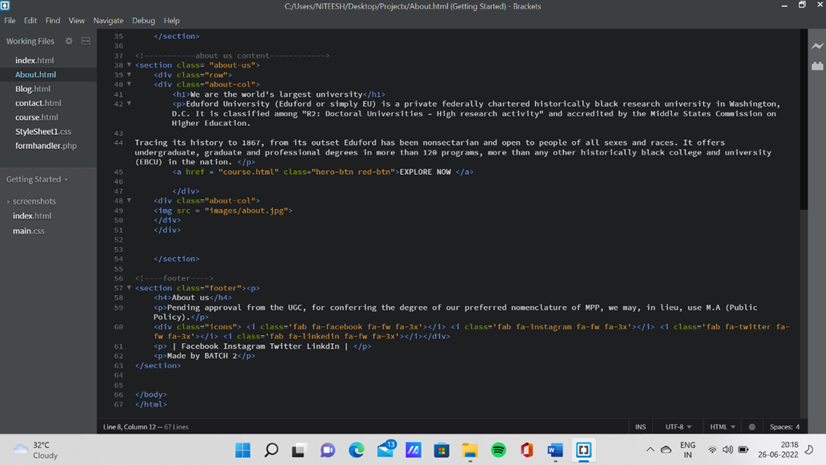 C:/Users/NITEESH/Desktop/Projectx/About.html (Getting Started) - Brackets
File Edit Find View Navigate Debug Help
Working Files
index.html
About.html
Blog.html
contact.html
course.html
StyleSheet1.css
formhandler.php
Getting Started
screenshots
index.html
main.css
35 </section>
36
37 <!-----------about us content------------>
38 <section class= "about-us">
39 <div class="row">
40 <div class="about-col">
41 <h1>We are the world's largest university</h1>
42 <p>Eduford University (Eduford or simply EU) is a private federally chartered historically black research university in Washington,
D.C. It is classified among "R2: Doctoral Universities – High research activity" and accredited by the Middle States Commission on
Higher Education.
43
44 Tracing its history to 1867, from its outset Eduford has been nonsectarian and open to people of all sexes and races. It offers
undergraduate, graduate and professional degrees in more than 120 programs, more than any other historically black college and university
(EBCU) in the nation. </p>
45 <a href = "course.html" class="hero-btn red-btn">EXPLORE NOW </a>
46
47 </div>
48 <div class="about-col">
49 <img src = "images/about.jpg">
50 </div>
51 </div>
52
53
54 </section>
55
56 <!----footer---->
57 <section class="footer"><p>
58 <h4>About us</h4>
59 <p>Pending approval from the UGC, for conferring the degree of our preferred nomenclature of MPP, we may, in lieu, use M.A (Public
Policy).</p>
60 <div class="icons"> <i class='fab fa-facebook fa-fw fa-3x'></i> <i class='fab fa-instagram fa-fw fa-3x'></i> <i class='fab fa-twitter fa-
fw fa-3x'></i> <i class='fab fa-linkedin fa-fw fa-3x'></i></div>
61 <p> | Facebook Instagram Twitter LinkdIn | </p>
62 <p>Made by BATCH 2</p>
63 </section>
64
65
66 </body>
67 </html>
Line 8, Column 12 — 67 Lines
INS UTF-8 HTML Spaces: 4
32°C
Cloudy
13
ENG
IN
20:18
26-06-2022